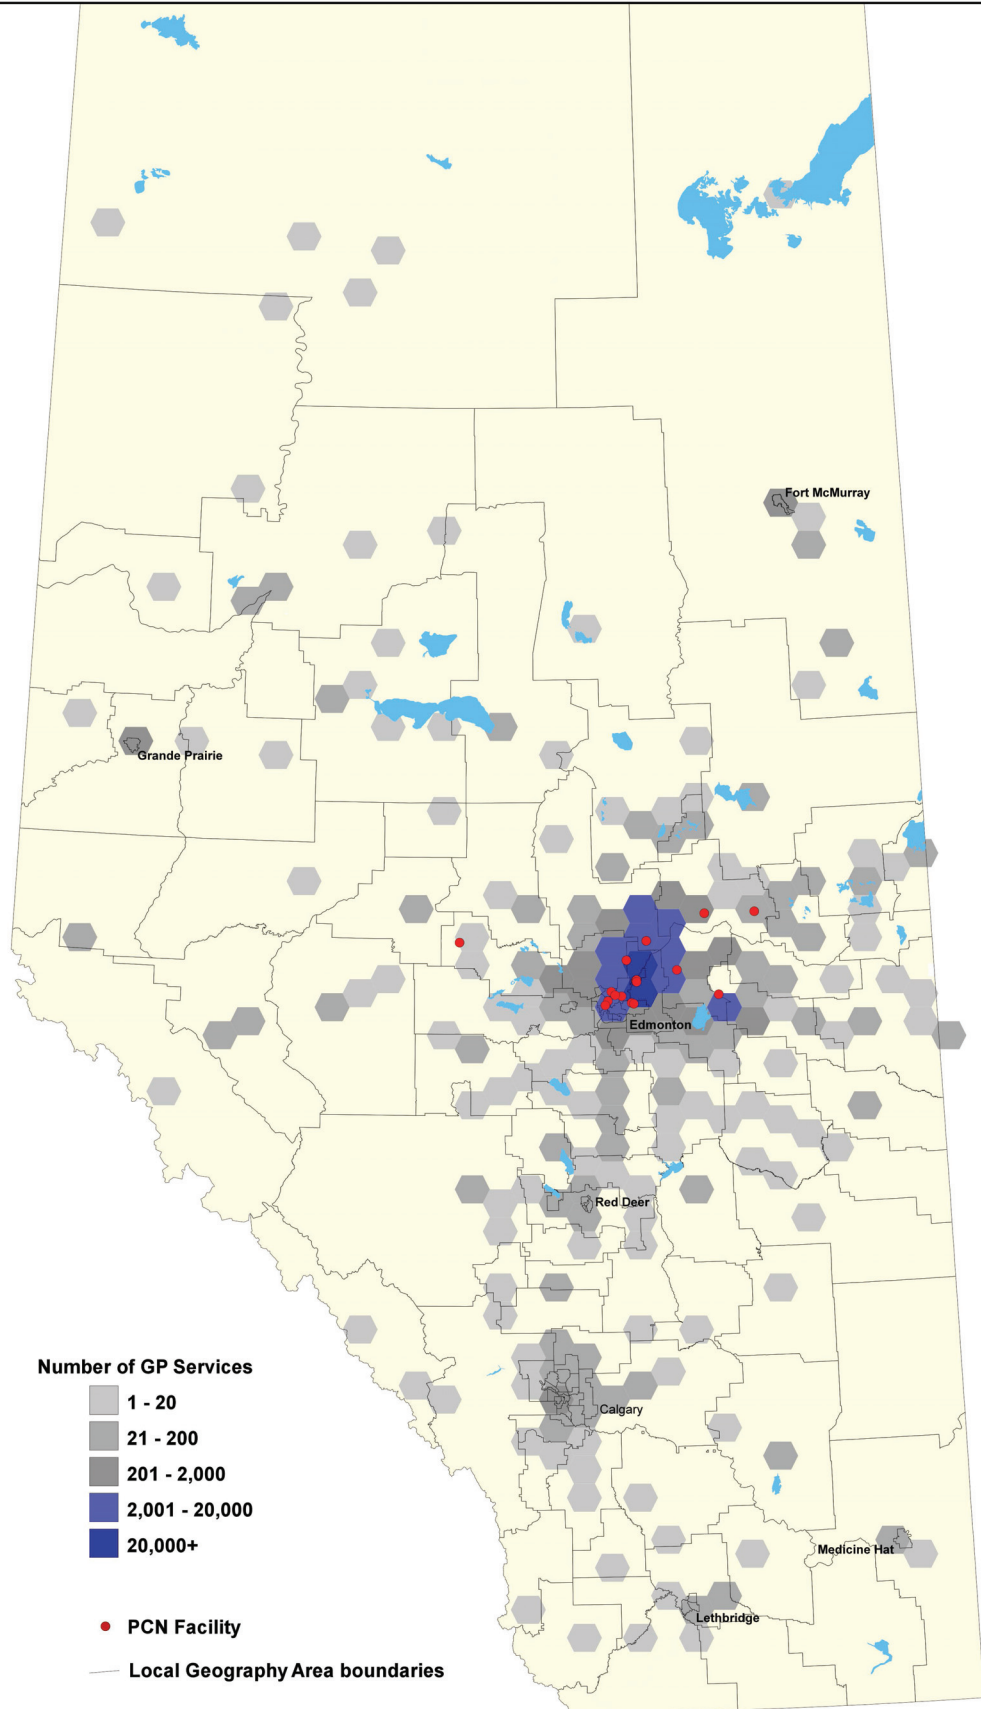 Fort McMurray
Grande Prairie
Edmonton
Red Deer
Number of GP Services
1 - 20
21 - 200
201 - 2,000
2,001 - 20,000
20,000+
Calgary
Medicine Hat
Lethbridge
PCN Facility
Local Geography Area boundaries